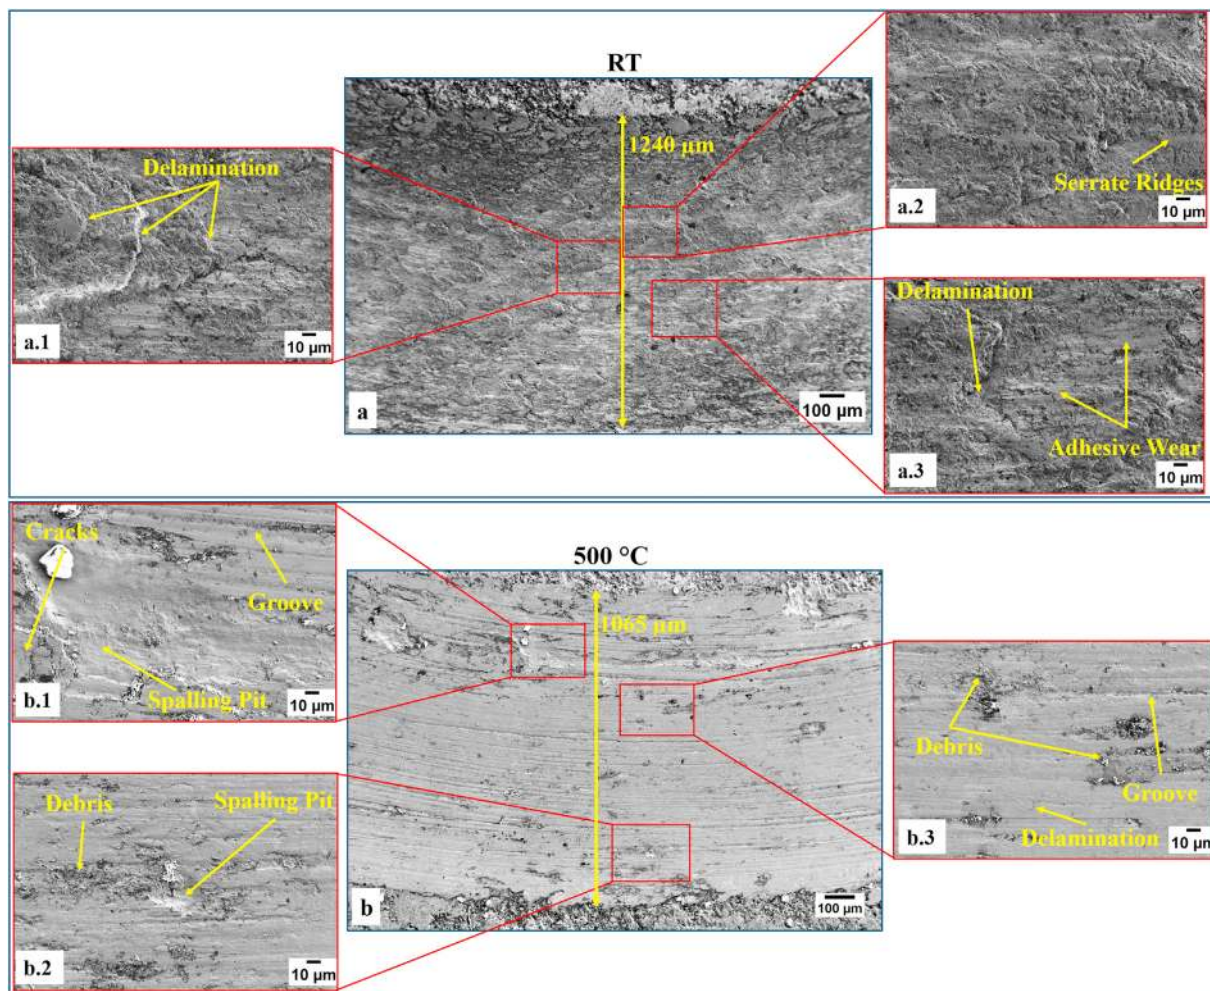 RT
1240 µm
a
100 µm
Delamination
a.1
10 µm
Serrate Ridges
a.2
10 µm
Delamination
Adhesive Wear
a.3
10 µm
500 °C
1065 µm
b
100 µm
Cracks
Groove
Spalling Pit
b.1
10 µm
Debris
Spalling Pit
b.2
10 µm
Debris
Groove
Delamination
b.3
10 µm